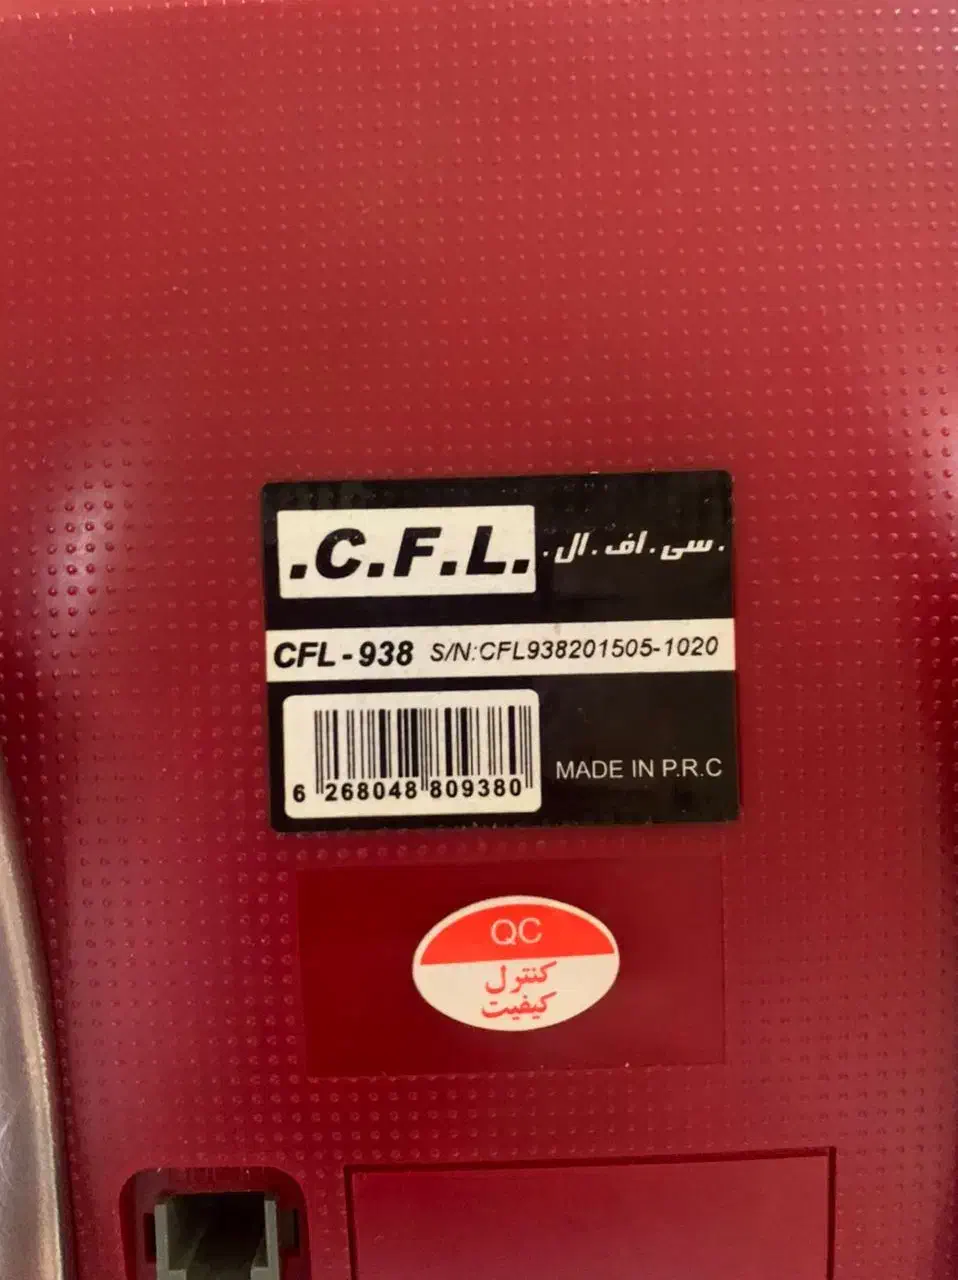 .C.F.L. .سی.اف.ال.
CFL-938 S/N:CFL938201505-1020
6 268048 809380
MADE IN P.R.C
QC
کنترل
کیفیت